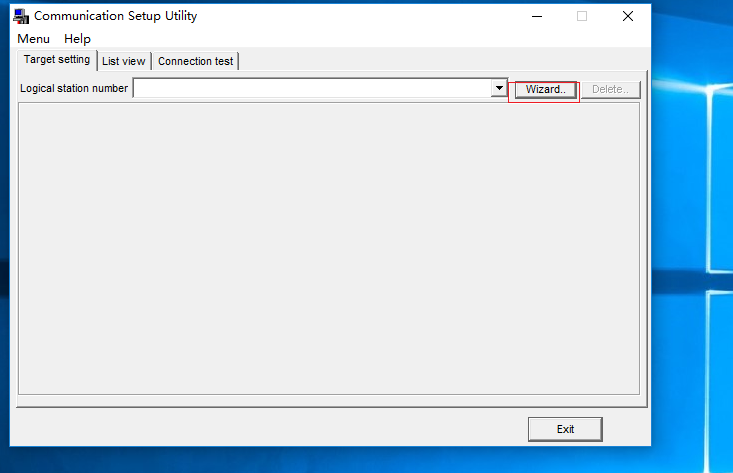 Communication Setup Utility
Menu Help
Target setting List view Connection test
Logical station number Wizard.. Delete..
Exit